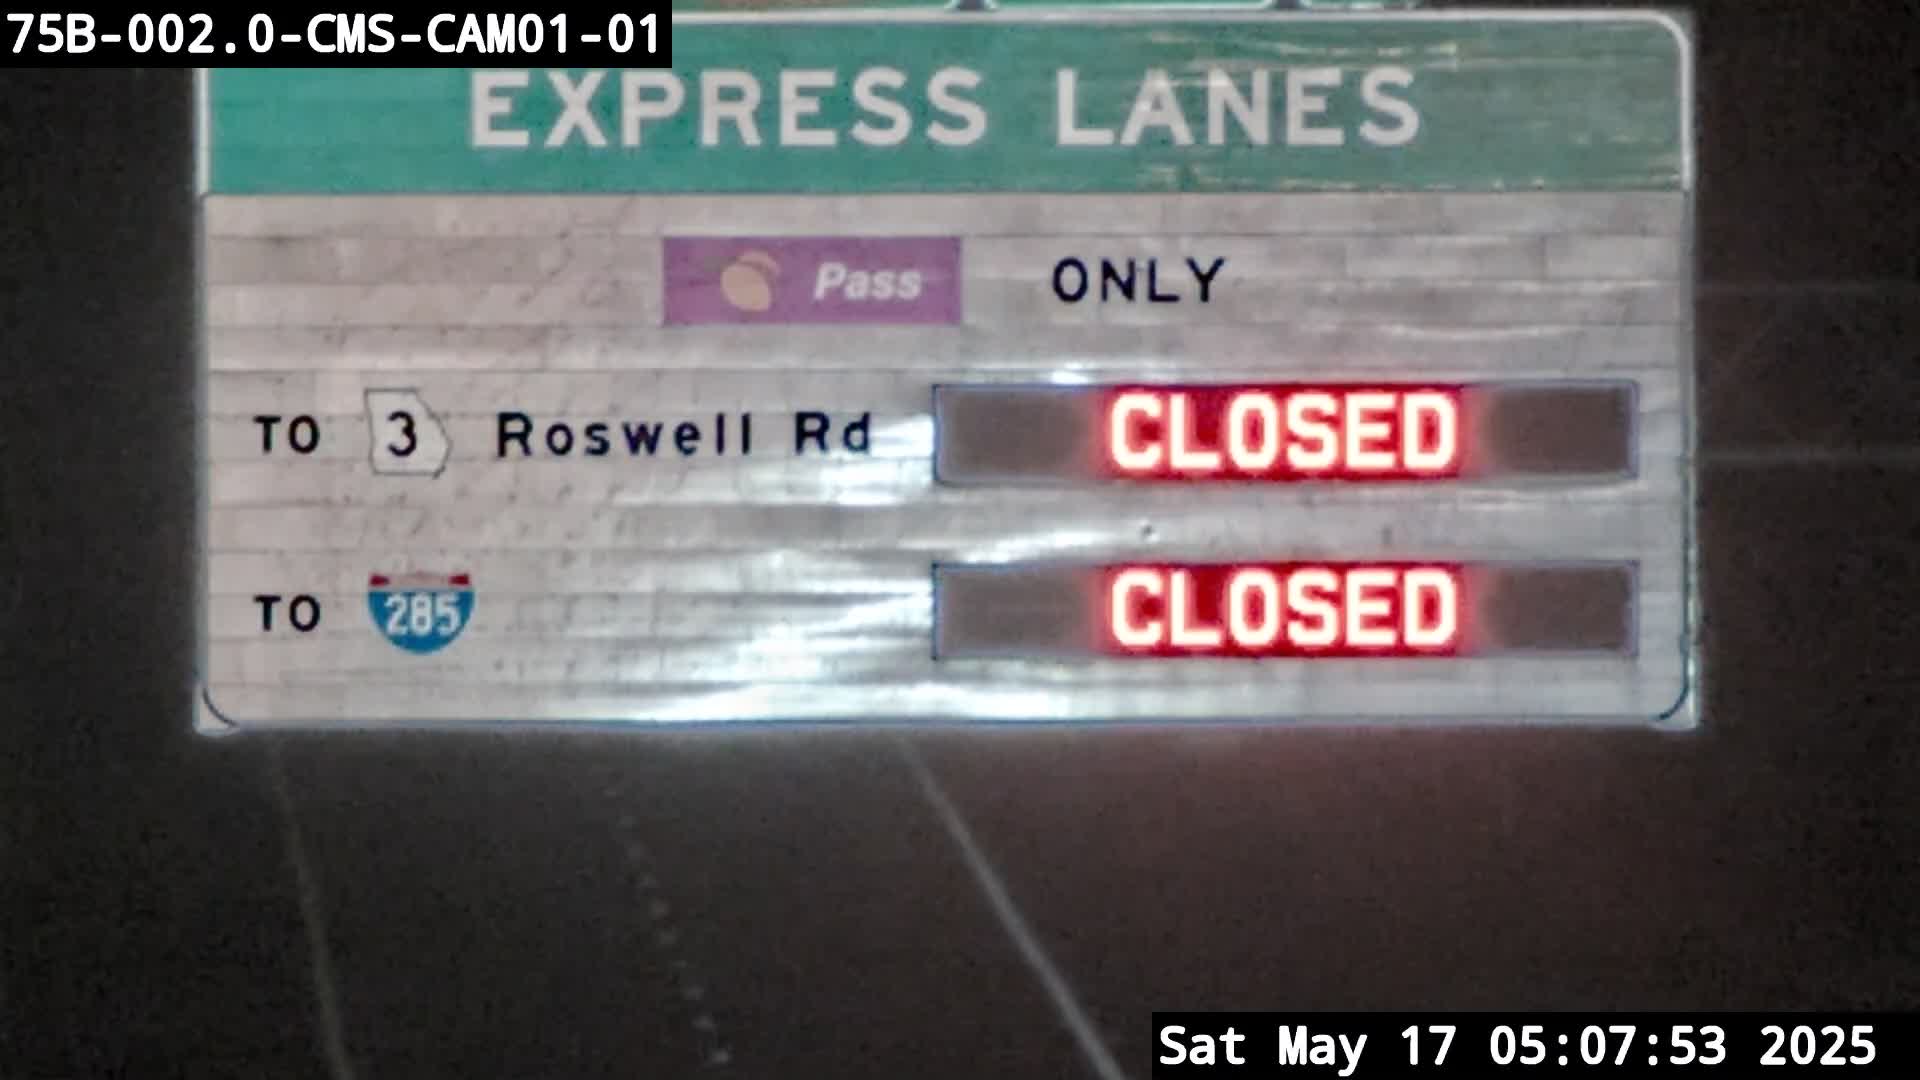 75B-002.0-CMS-CAM01-01
EXPRESS LANES
Pass ONLY
TO 3 Roswell Rd CLOSED
TO 285 CLOSED
Sat May 17 05:07:53 2025